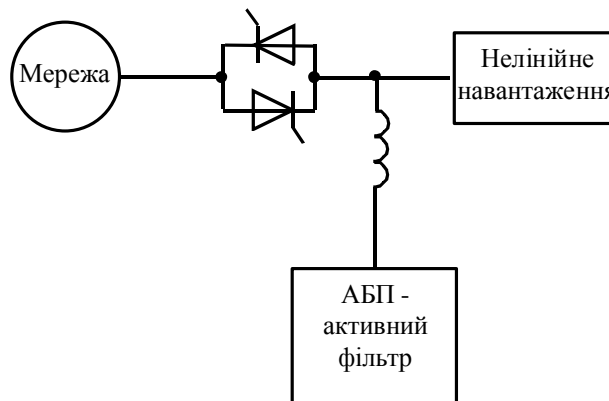 Мережа
Нелінійне
навантаження
АБП -
активний
фільтр